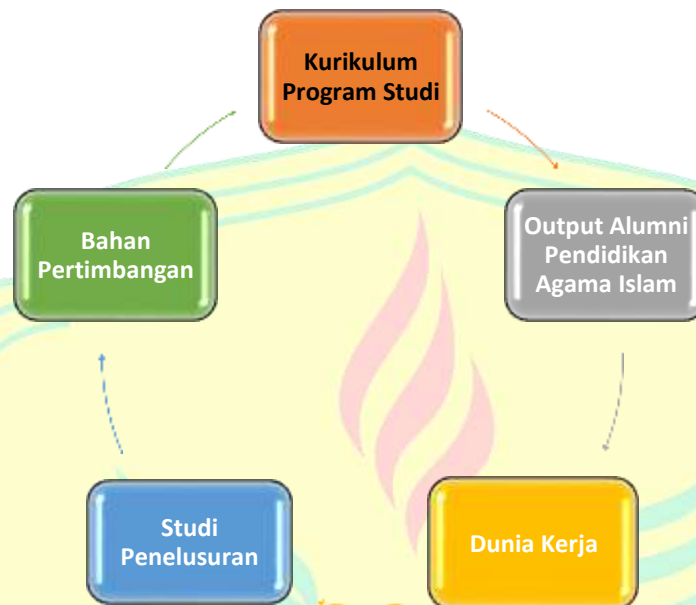 Kurikulum
Program Studi
Bahan
Pertimbangan
Output Alumni
Pendidikan
Agama Islam
Studi
Penelusuran
Dunia Kerja